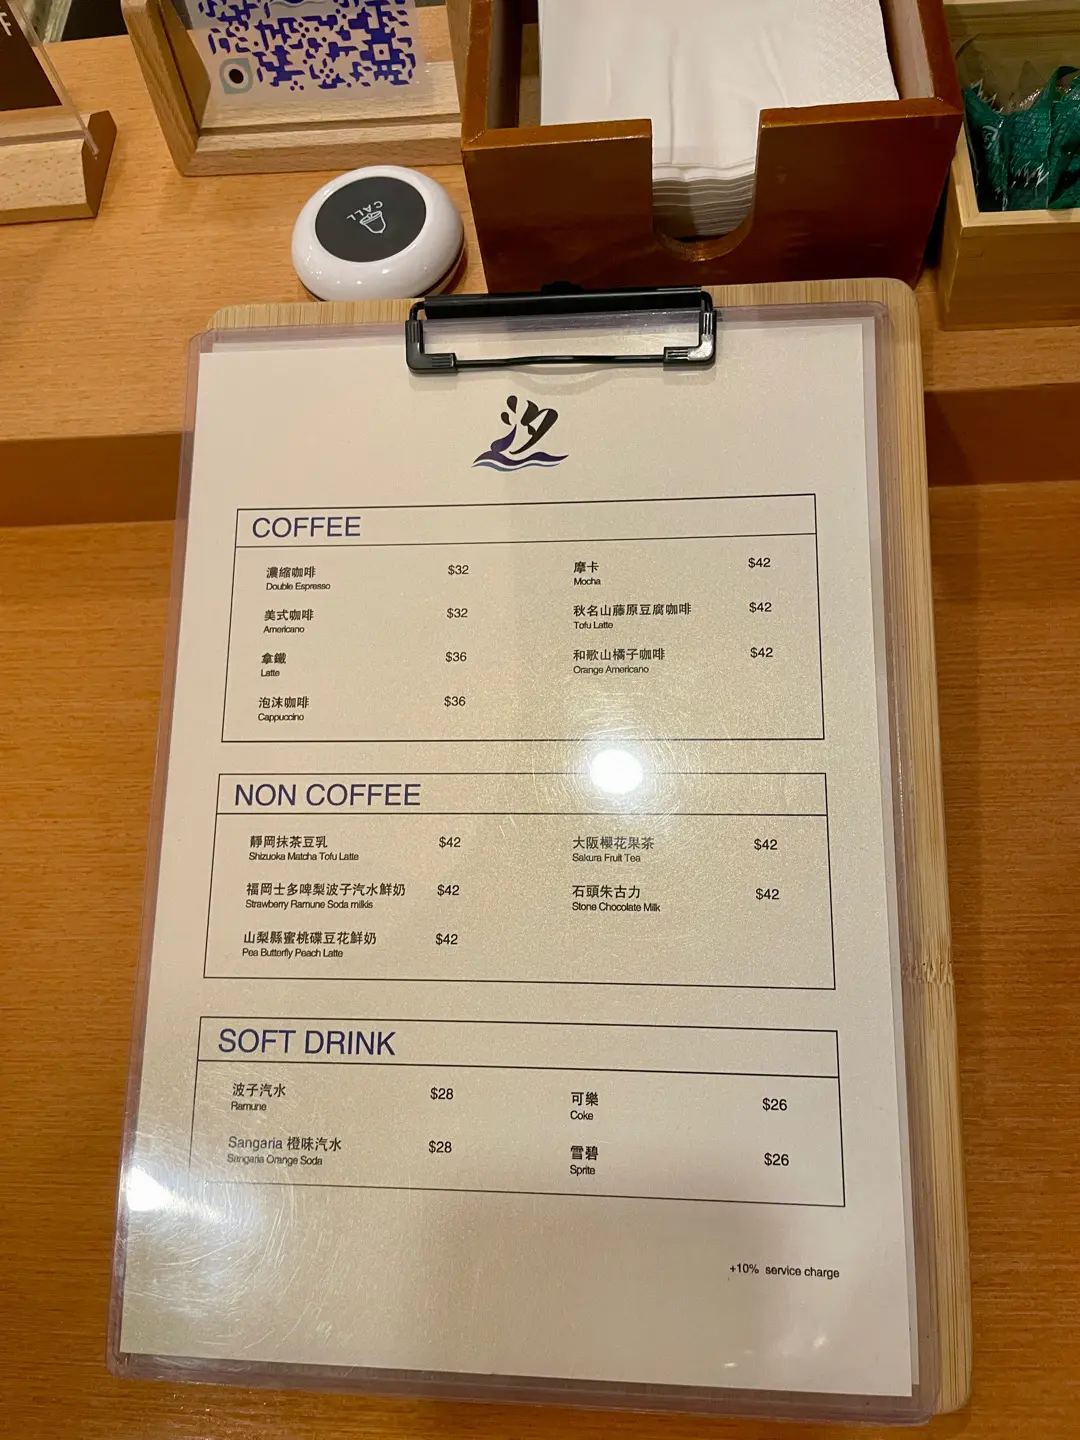 CALL
汐
COFFEE
濃縮咖啡 $32
Double Espresso
美式咖啡 $32
Americano
拿鐵 $36
Latte
泡沫咖啡 $36
Cappuccino
摩卡 $42
Mocha
秋名山藤原豆腐咖啡 $42
Tofu Latte
和歌山橘子咖啡 $42
Orange Americano
NON COFFEE
靜岡抹茶豆乳 $42
Shizuoka Matcha Tofu Latte
福岡士多啤梨波子汽水鮮奶 $42
Strawberry Ramune Soda milkis
山梨縣蜜桃碟豆花鮮奶 $42
Pea Butterfly Peach Latte
大阪櫻花果茶 $42
Sakura Fruit Tea
石頭朱古力 $42
Stone Chocolate Milk
SOFT DRINK
波子汽水 $28
Ramune
Sangaria 橙味汽水 $28
Sangaria Orange Soda
可樂 $26
Coke
雪碧 $26
Sprite
+10% service charge